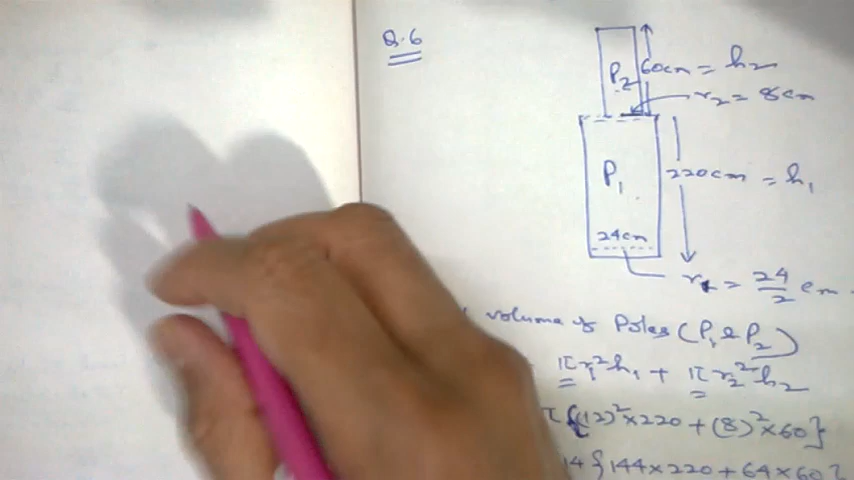 Q.6
P2 60cm = h2
r2 = 8cm
P1 220cm = h1
24cm
r1 = 24/2 cm
volume of Poles (P1 & P2)
πr1²h1 + πr2²h2
π{(12)²×220 + (8)²×60}
14{144×220 + 64×60}